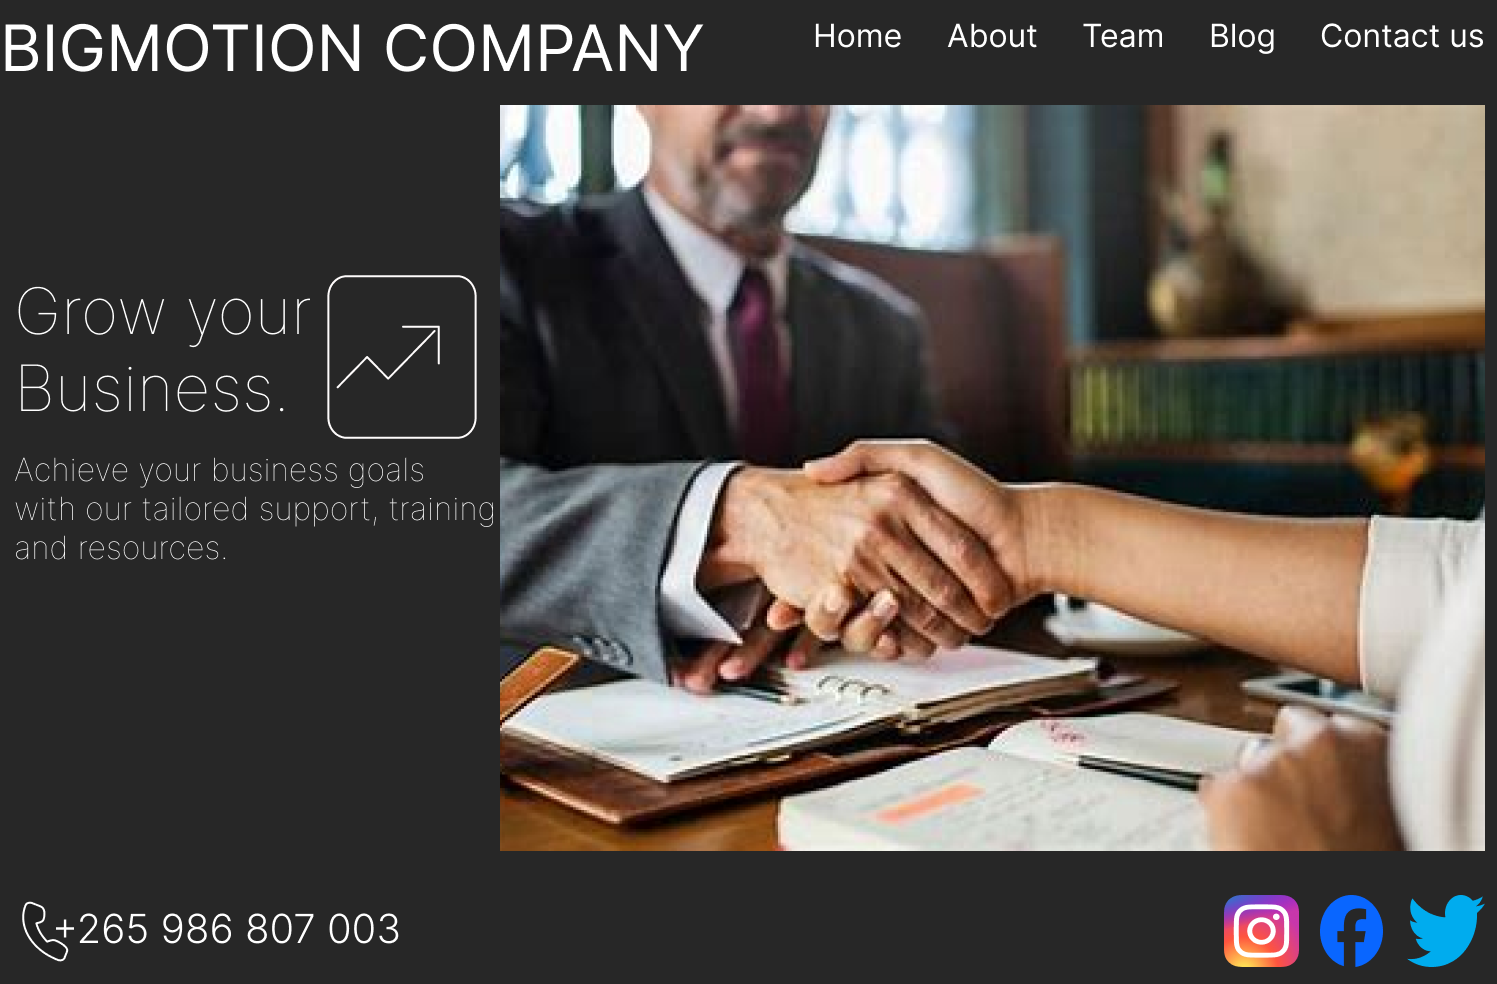 BIGMOTION COMPANY
Home About Team Blog Contact us
Grow your
Business.
Achieve your business goals
with our tailored support, training
and resources.
+265 986 807 003